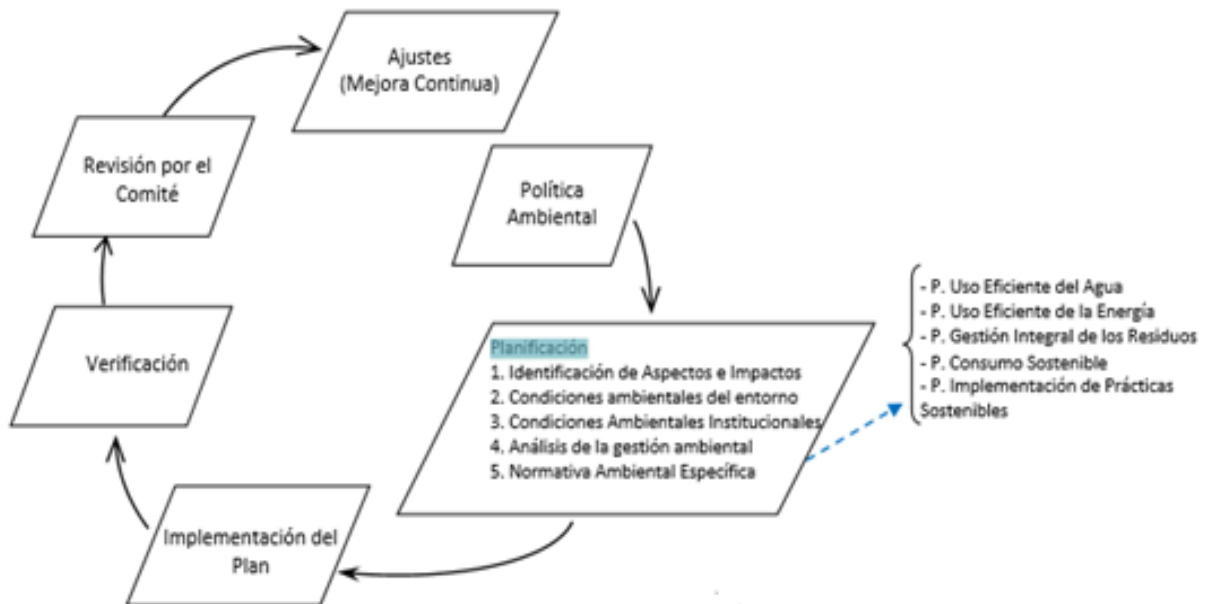 Ajustes
(Mejora Continua)
Revisión por el
Comité
Política
Ambiental
Verificación
Planificación
1. Identificación de Aspectos e Impactos
2. Condiciones ambientales del entorno
3. Condiciones Ambientales Institucionales
4. Análisis de la gestión ambiental
5. Normativa Ambiental Específica
- P. Uso Eficiente del Agua
- P. Uso Eficiente de la Energía
- P. Gestión Integral de los Residuos
- P. Consumo Sostenible
- P. Implementación de Prácticas
Sostenibles
Implementación del
Plan